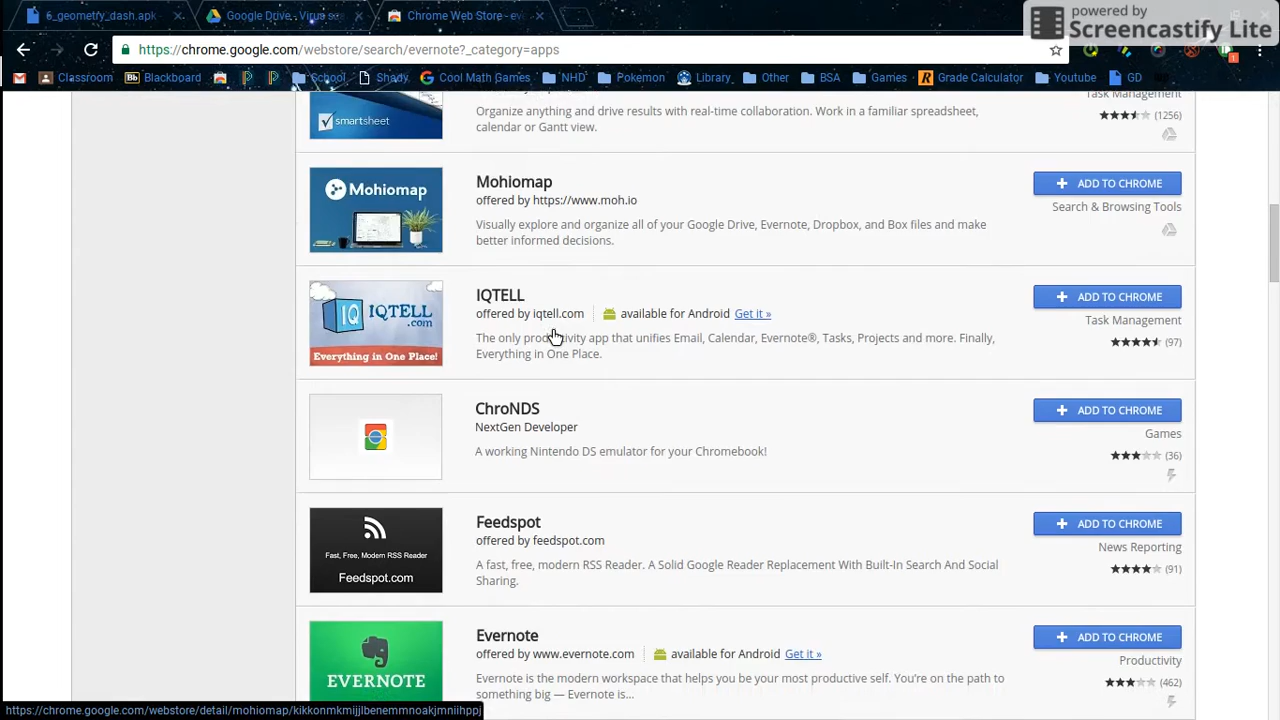 6_geometry_dash.apk
Google Drive - Virus sc
Chrome Web Store - eve
powered by
Screencastify Lite
https://chrome.google.com/webstore/search/evernote?_category=apps
Classroom
Bb Blackboard
School
Shady
Cool Math Games
NHD
Pokemon
Library
Other
BSA
Games
R Grade Calculator
Youtube
GD
smartsheet
Organize anything and drive results with real-time collaboration. Work in a familiar spreadsheet,
calendar or Gantt view.
Task Management
(1256)
Mohiomap
Mohiomap
offered by https://www.moh.io
Visually explore and organize all of your Google Drive, Evernote, Dropbox, and Box files and make
better informed decisions.
ADD TO CHROME
Search & Browsing Tools
IQ IQTELL
.com
Everything in One Place!
IQTELL
offered by iqtell.com
available for Android Get it »
The only productivity app that unifies Email, Calendar, Evernote®, Tasks, Projects and more. Finally,
Everything in One Place.
ADD TO CHROME
Task Management
(97)
ChroNDS
NextGen Developer
A working Nintendo DS emulator for your Chromebook!
ADD TO CHROME
Games
(36)
Fast, Free, Modern RSS Reader
Feedspot.com
Feedspot
offered by feedspot.com
A fast, free, modern RSS Reader. A Solid Google Reader Replacement With Built-In Search And Social
Sharing.
ADD TO CHROME
News Reporting
(91)
EVERNOTE
Evernote
offered by www.evernote.com
available for Android Get it »
Evernote is the modern workspace that helps you be your most productive self. You're on the path to
something big — Evernote is...
ADD TO CHROME
Productivity
(462)
https://chrome.google.com/webstore/detail/mohiomap/kikkonmkmijjlbenemmnoakjmniihppj